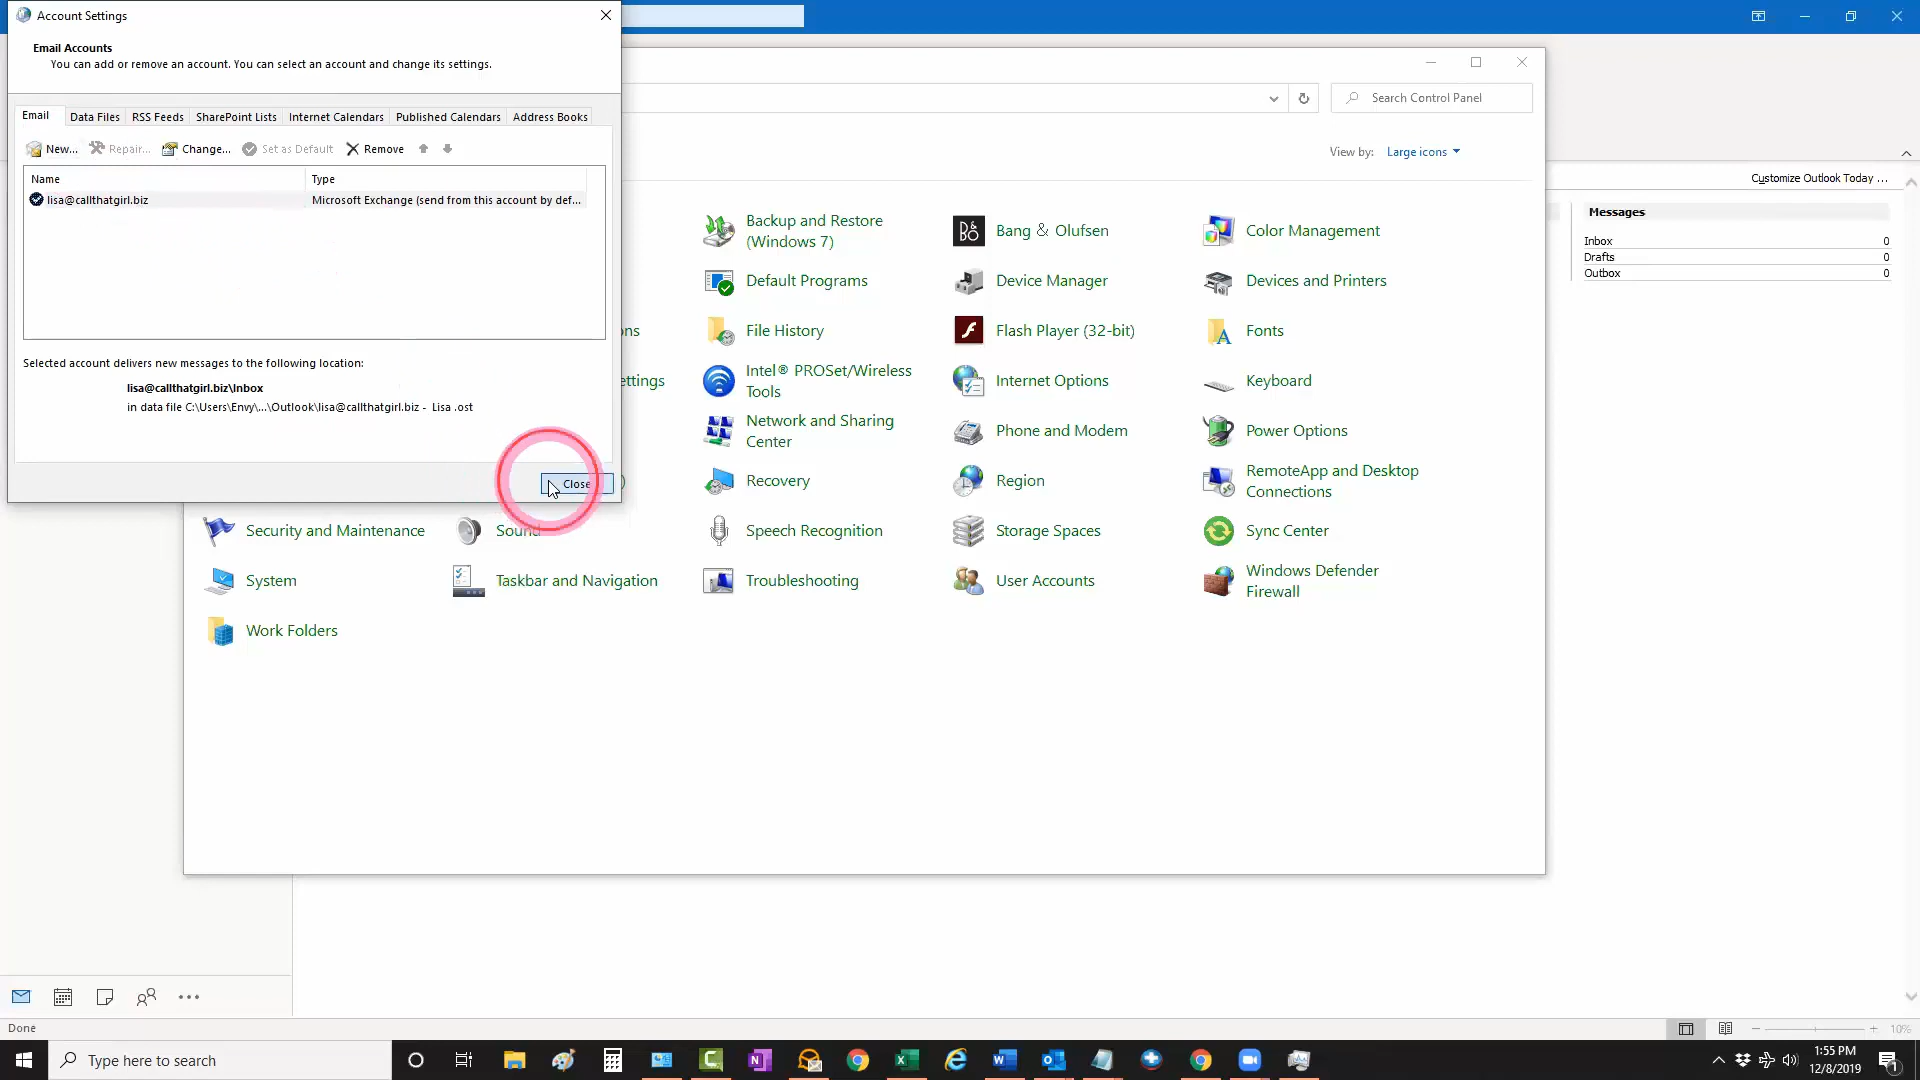 Account Settings
Email Accounts
You can add or remove an account. You can select an account and change its settings.
Email
Data Files
RSS Feeds
SharePoint Lists
Internet Calendars
Published Calendars
Address Books
New...
Repair...
Change...
Set as Default
Remove
Name
Type
lisa@callthatgirl.biz
Microsoft Exchange (send from this account by def...
Selected account delivers new messages to the following location:
lisa@callthatgirl.biz\Inbox
in data file C:\Users\Envy\...\Outlook\lisa@callthatgirl.biz - Lisa .ost
Close
Search Control Panel
View by:
Large icons
Backup and Restore
(Windows 7)
Bang & Olufsen
Color Management
Default Programs
Device Manager
Devices and Printers
File History
Flash Player (32-bit)
Fonts
Intel® PROSet/Wireless
Tools
Internet Options
Keyboard
Network and Sharing
Center
Phone and Modem
Power Options
Recovery
Region
RemoteApp and Desktop
Connections
Security and Maintenance
Sound
Speech Recognition
Storage Spaces
Sync Center
System
Taskbar and Navigation
Troubleshooting
User Accounts
Windows Defender
Firewall
Work Folders
Customize Outlook Today ...
Messages
Inbox 0
Drafts 0
Outbox 0
Done
10%
Type here to search
1:55 PM
12/8/2019